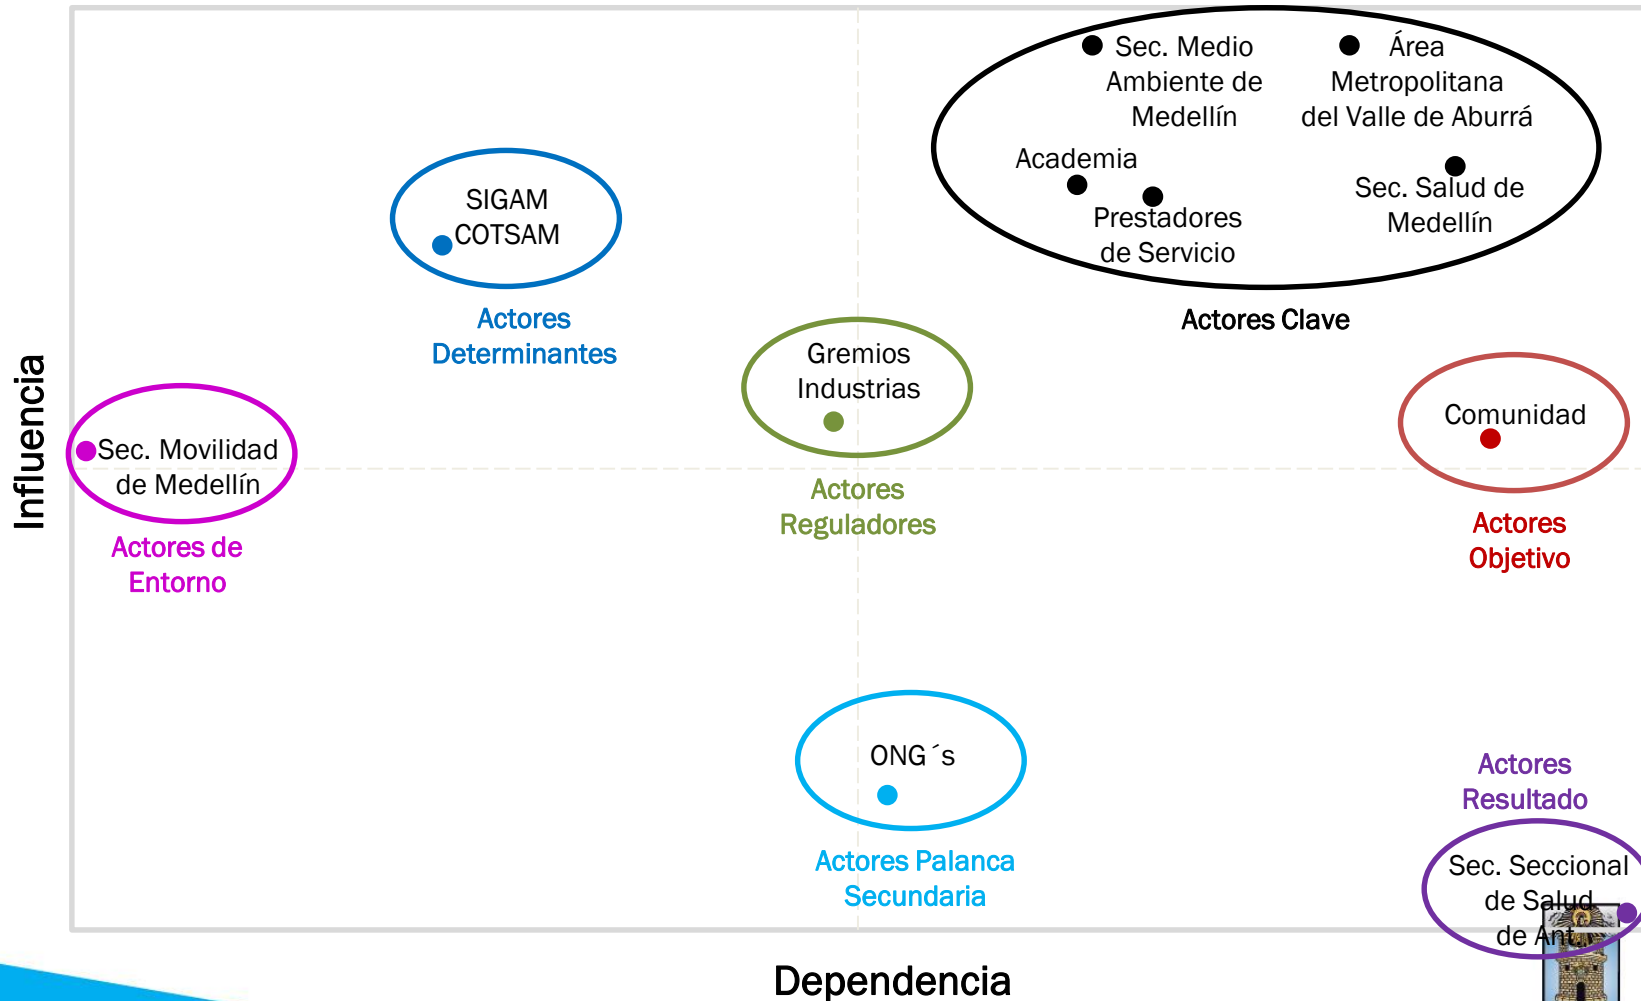 Sec. Medio
Ambiente de
Medellín
Área
Metropolitana
del Valle de Aburrá
Academia
Prestadores
de Servicio
Sec. Salud de
Medellín
Actores Clave
SIGAM
COTSAM
Actores
Determinantes
Gremios
Industrias
Actores
Reguladores
Comunidad
Actores
Objetivo
Influencia
Sec. Movilidad
de Medellín
Actores de
Entorno
ONG´s
Actores Palanca
Secundaria
Actores
Resultado
Sec. Seccional
de Salud
de Ant.
Dependencia